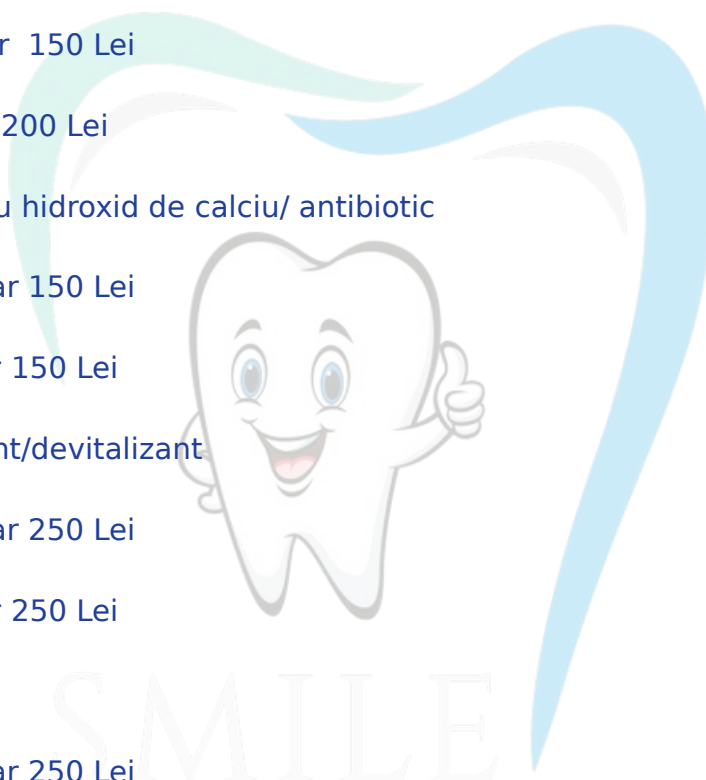 r 150 Lei
200 Lei
u hidroxid de calciu/ antibiotic
ar 150 Lei
r 150 Lei
nt/devitalizant
ar 250 Lei
r 250 Lei
SMILE
ar 250 Lei